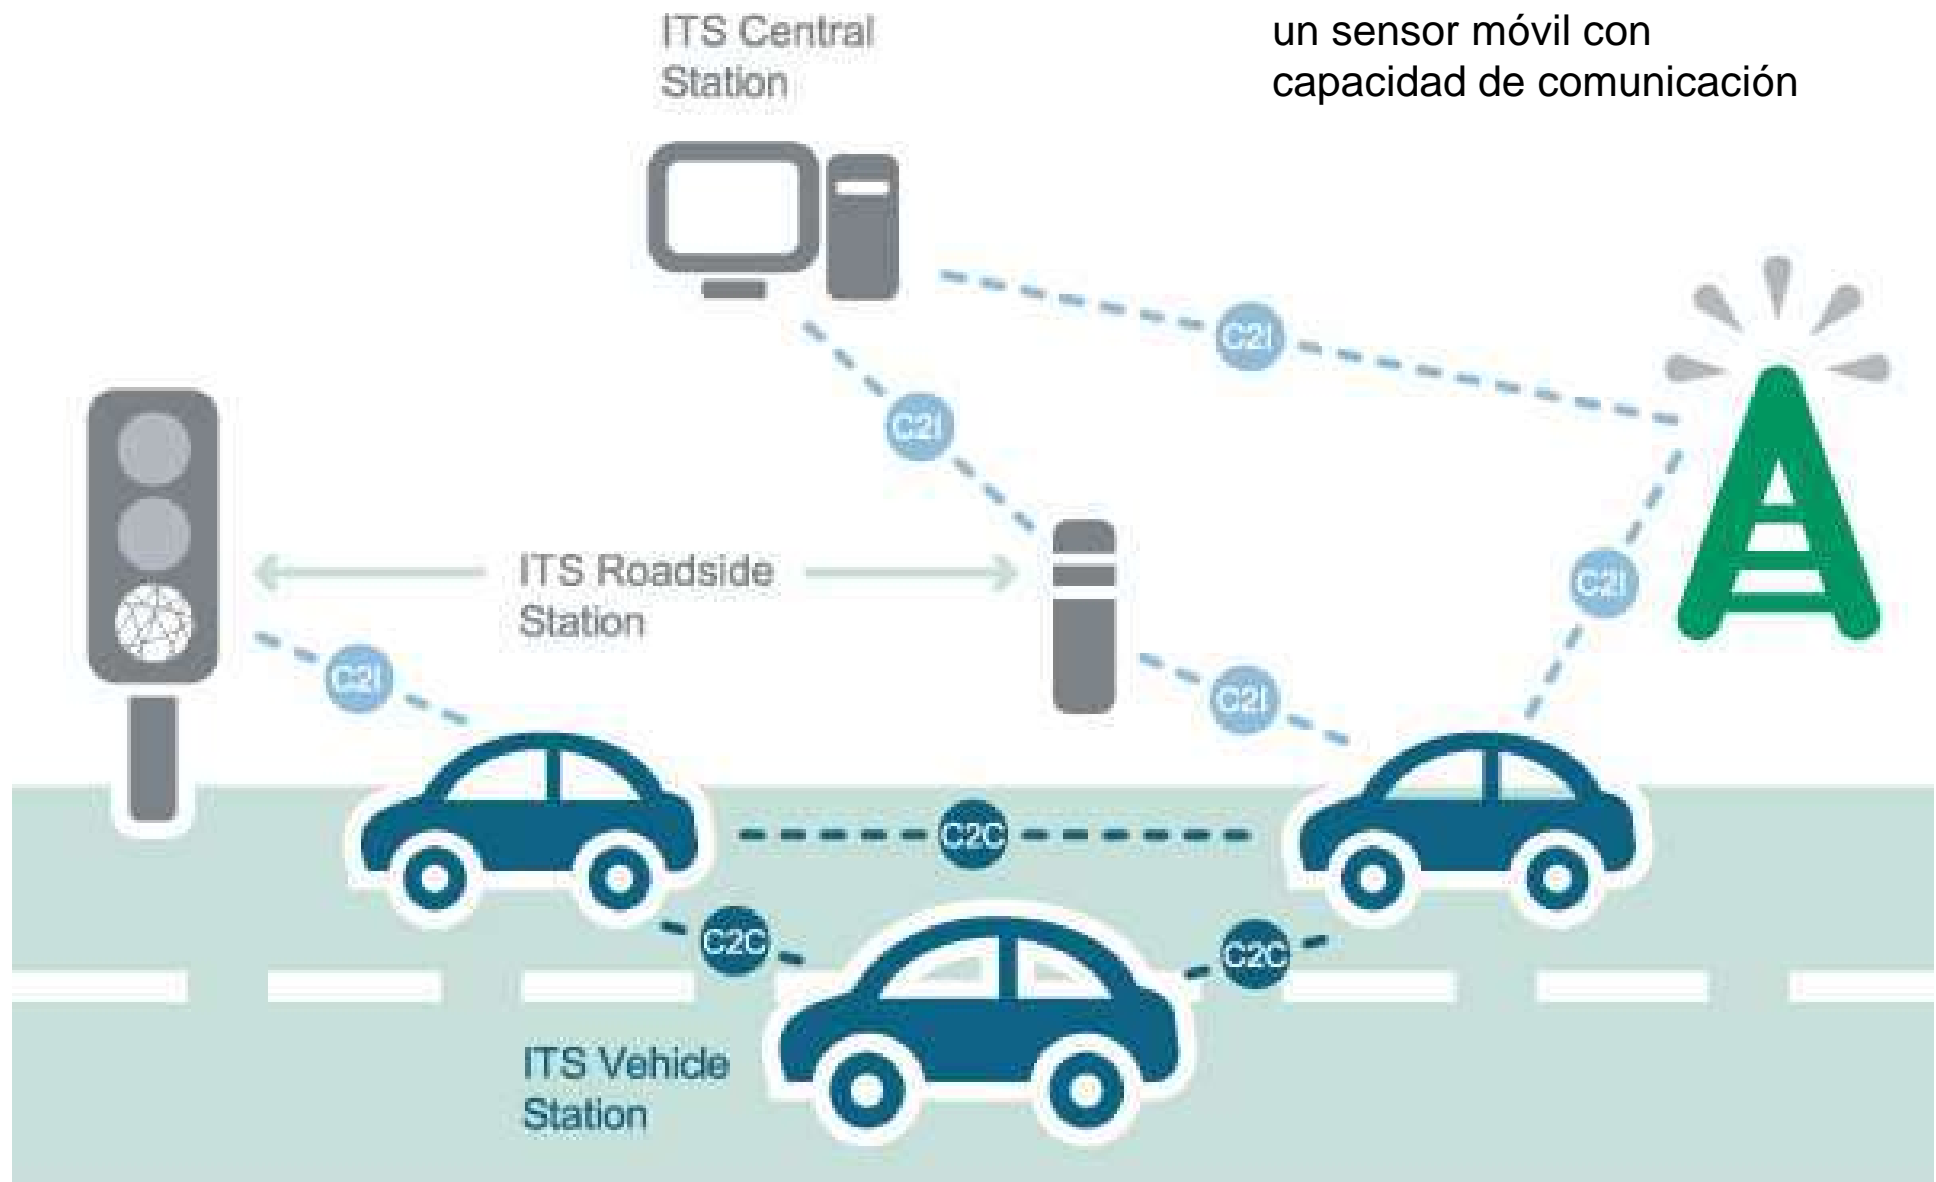 ITS Central
Station
un sensor móvil con
capacidad de comunicación
C2I
C2I
ITS Roadside
Station
C2I
C2I
C2I
C2C
C2C
C2C
ITS Vehicle
Station